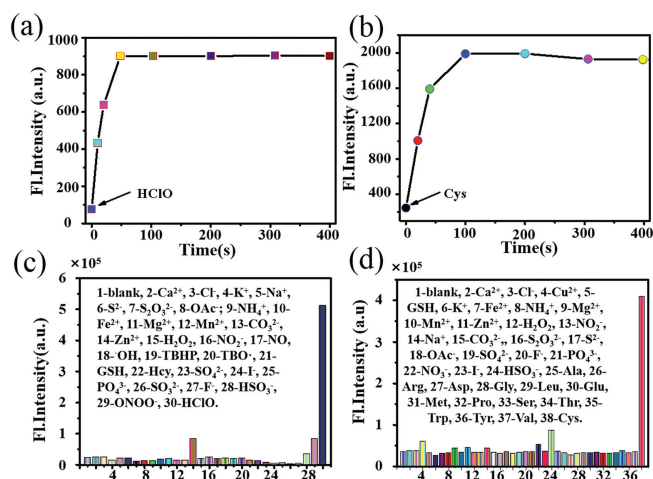 (a)
1000
800
600
400
200
0
Fl.Intensity (a.u.)
HClO
0 100 200 300 400
Time(s)
(b)
2000
1600
1200
800
400
Fl.Intensity (a.u.)
Cys
0 100 200 300 400
Time(s)
(c)
×10⁵
6
5
4
3
2
1
0
Fl.Intensity(a.u.)
1-blank, 2-Ca²⁺, 3-Cl⁻, 4-K⁺, 5-Na⁺,
6-S²⁻, 7-S₂O₃²⁻, 8-OAc⁻; 9-NH₄⁺, 10-
Fe²⁺, 11-Mg²⁺, 12-Mn²⁺, 13-CO₃²⁻,
14-Zn²⁺, 15-H₂O₂, 16-NO₂⁻, 17-NO,
18-·OH, 19-TBHP, 20-TBO•, 21-
GSH, 22-Hcy, 23-SO₄²⁻, 24-I⁻, 25-
PO₄³⁻, 26-SO₃²⁻, 27-F⁻, 28-HSO₃⁻,
29-ONOO⁻, 30-HClO.
4 8 12 16 20 24 28
(d)
×10⁵
4
2
0
Fl.Intensity (a.u.)
1-blank, 2-Ca²⁺, 3-Cl⁻, 4-Cu²⁺, 5-
GSH, 6-K⁺, 7-Fe²⁺, 8-NH₄⁺, 9-Mg²⁺,
10-Mn²⁺, 11-Zn²⁺, 12-H₂O₂, 13-NO₂⁻,
14-Na⁺, 15-CO₃²⁻, 16-S₂O₃²⁻, 17-S²⁻
18-OAc⁻, 19-SO₄²⁻, 20-F⁻, 21-PO₄³⁻,
22-NO₃⁻, 23-I⁻, 24-HSO₃⁻, 25-Ala, 26-
Arg, 27-Asp, 28-Gly, 29-Leu, 30-Glu,
31-Met, 32-Pro, 33-Ser, 34-Thr, 35-
Trp, 36-Tyr, 37-Val, 38-Cys.
4 8 12 16 20 24 28 32 36